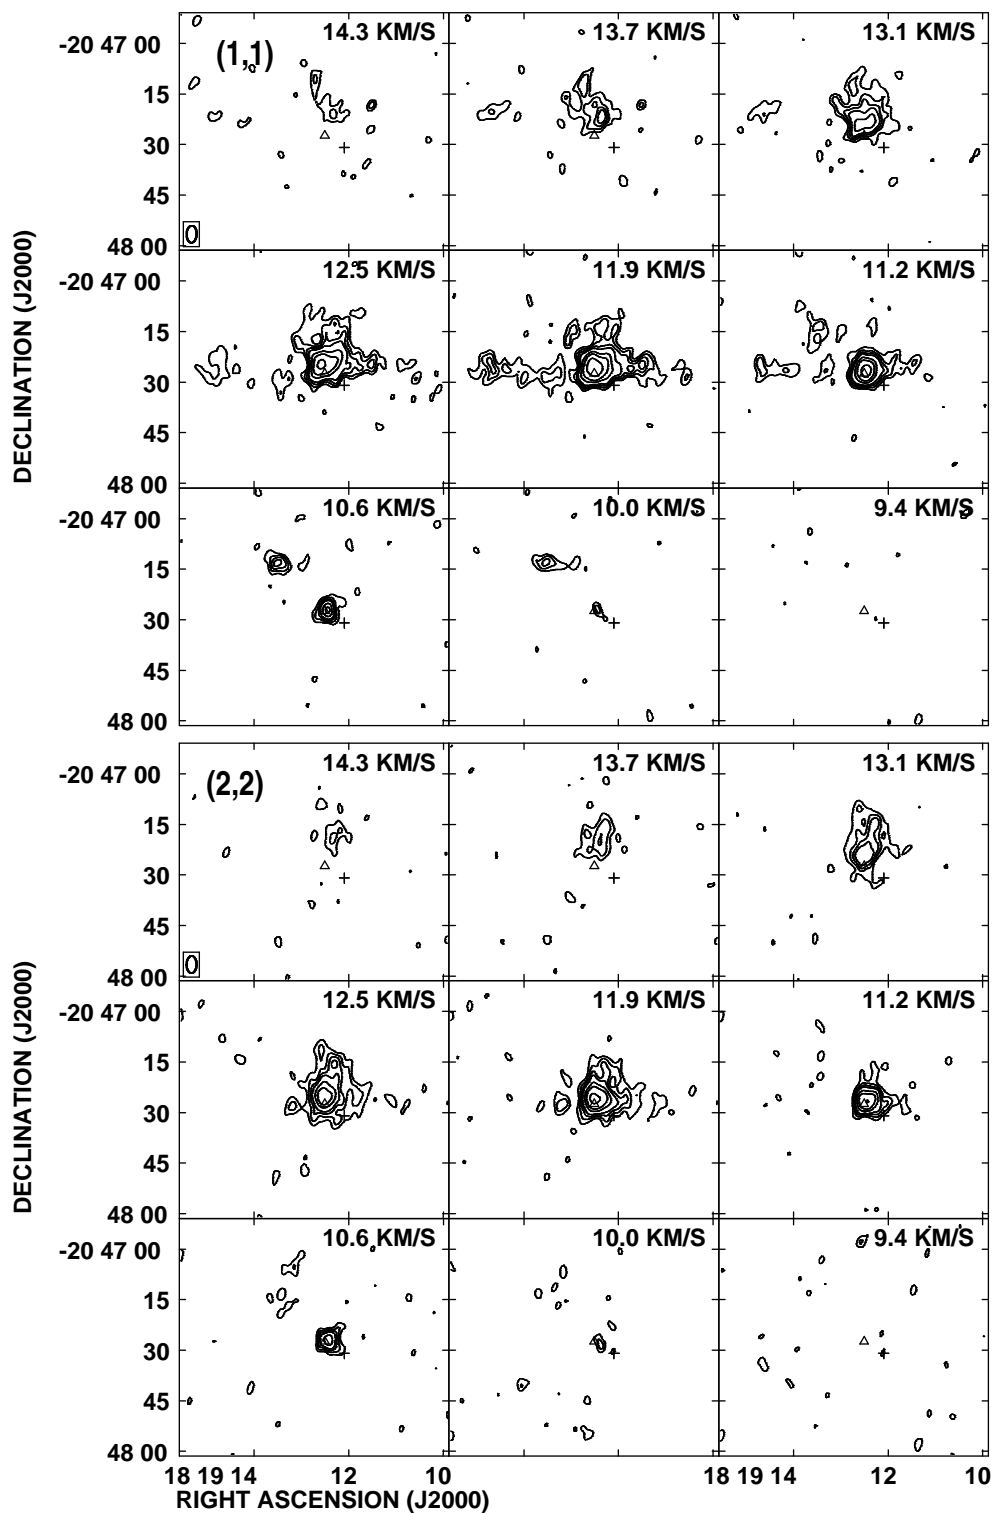 (1,1)
14.3 KM/S
13.7 KM/S
13.1 KM/S
-20 47 00
15
30
45
48 00
12.5 KM/S
11.9 KM/S
11.2 KM/S
-20 47 00
15
30
45
48 00
10.6 KM/S
10.0 KM/S
9.4 KM/S
-20 47 00
15
30
45
48 00
DECLINATION (J2000)
(2,2)
14.3 KM/S
13.7 KM/S
13.1 KM/S
-20 47 00
15
30
45
48 00
12.5 KM/S
11.9 KM/S
11.2 KM/S
-20 47 00
15
30
45
48 00
10.6 KM/S
10.0 KM/S
9.4 KM/S
-20 47 00
15
30
45
48 00
DECLINATION (J2000)
18 19 14 12 10 18 19 14 12 10
RIGHT ASCENSION (J2000)